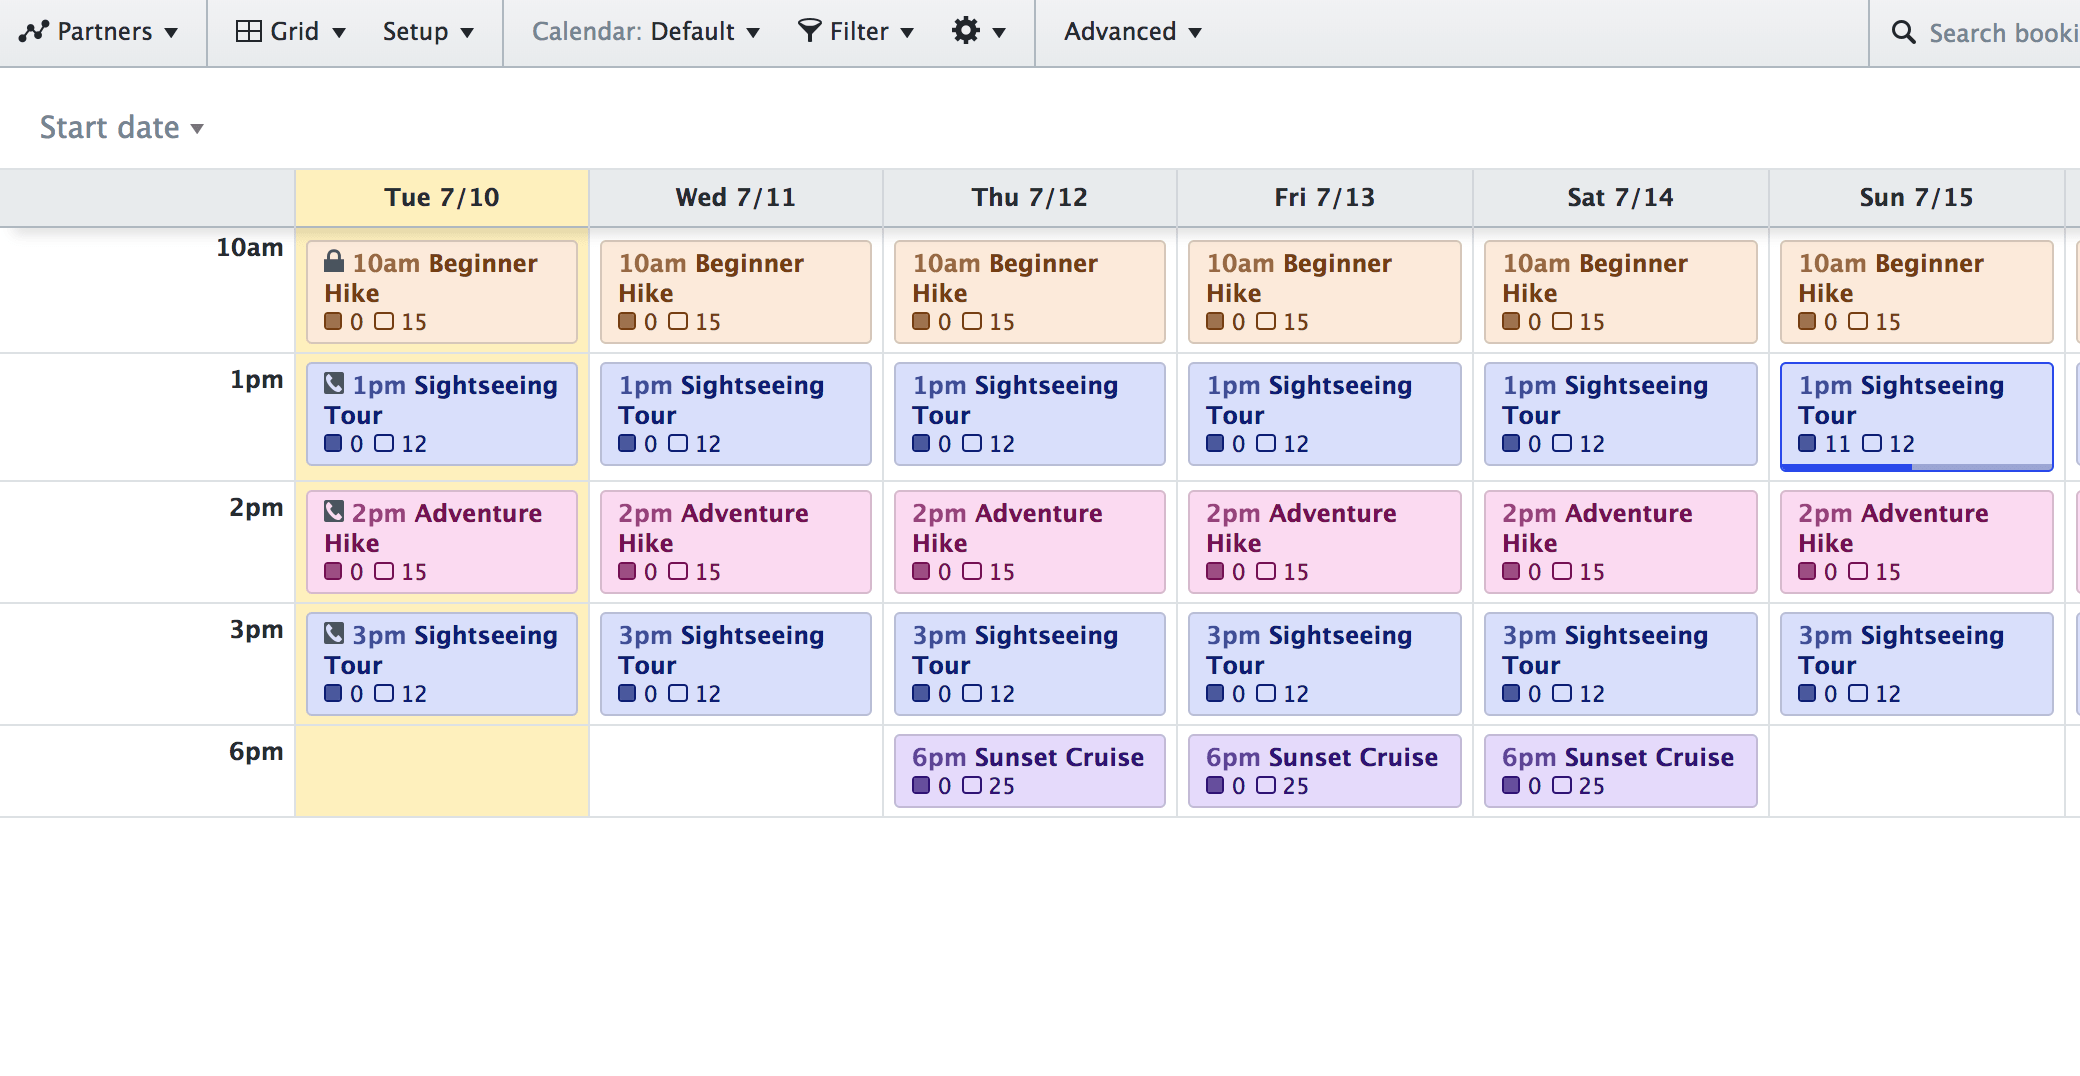 Partners Grid Setup Calendar: Default Filter Advanced Search booki
Start date
Tue 7/10 Wed 7/11 Thu 7/12 Fri 7/13 Sat 7/14 Sun 7/15
10am
10am Beginner Hike
0 15
10am Beginner Hike
0 15
10am Beginner Hike
0 15
10am Beginner Hike
0 15
10am Beginner Hike
0 15
10am Beginner Hike
0 15
1pm
1pm Sightseeing Tour
0 12
1pm Sightseeing Tour
0 12
1pm Sightseeing Tour
0 12
1pm Sightseeing Tour
0 12
1pm Sightseeing Tour
0 12
1pm Sightseeing Tour
11 12
2pm
2pm Adventure Hike
0 15
2pm Adventure Hike
0 15
2pm Adventure Hike
0 15
2pm Adventure Hike
0 15
2pm Adventure Hike
0 15
2pm Adventure Hike
0 15
3pm
3pm Sightseeing Tour
0 12
3pm Sightseeing Tour
0 12
3pm Sightseeing Tour
0 12
3pm Sightseeing Tour
0 12
3pm Sightseeing Tour
0 12
3pm Sightseeing Tour
0 12
6pm
6pm Sunset Cruise
0 25
6pm Sunset Cruise
0 25
6pm Sunset Cruise
0 25